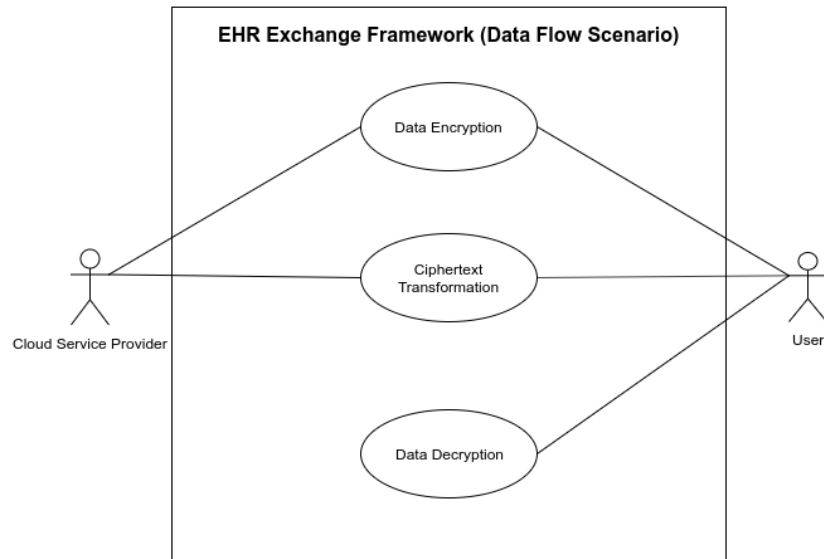 EHR Exchange Framework (Data Flow Scenario)
Data Encryption
Ciphertext
Transformation
Cloud Service Provider
User
Data Decryption